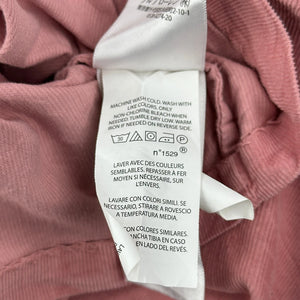 MACHINE WASH COLD, WASH WITH
LIKE COLORS, ONLY
NON CHLORINE BLEACH WHEN
NEEDED. TUMBLE DRY LOW. WARM
IRON IF NEEDED ON REVERSE SIDE.
30
P
n°1529
LAVER AVEC DES COULEURS
SEMBLABLES. REPASSER À FER
MOYEN SI NÉCESSAIRE, SUR
L'ENVERS.
LAVARE CON COLORI SIMILI. SE
NECESSARIO, STIRARE A ROVESCIO
A TEMPERATURA MEDIA.
CON COLORES SIMILARES.
PLANCHA TIBIA EN CASO
EN LADO DEL REVÉS.